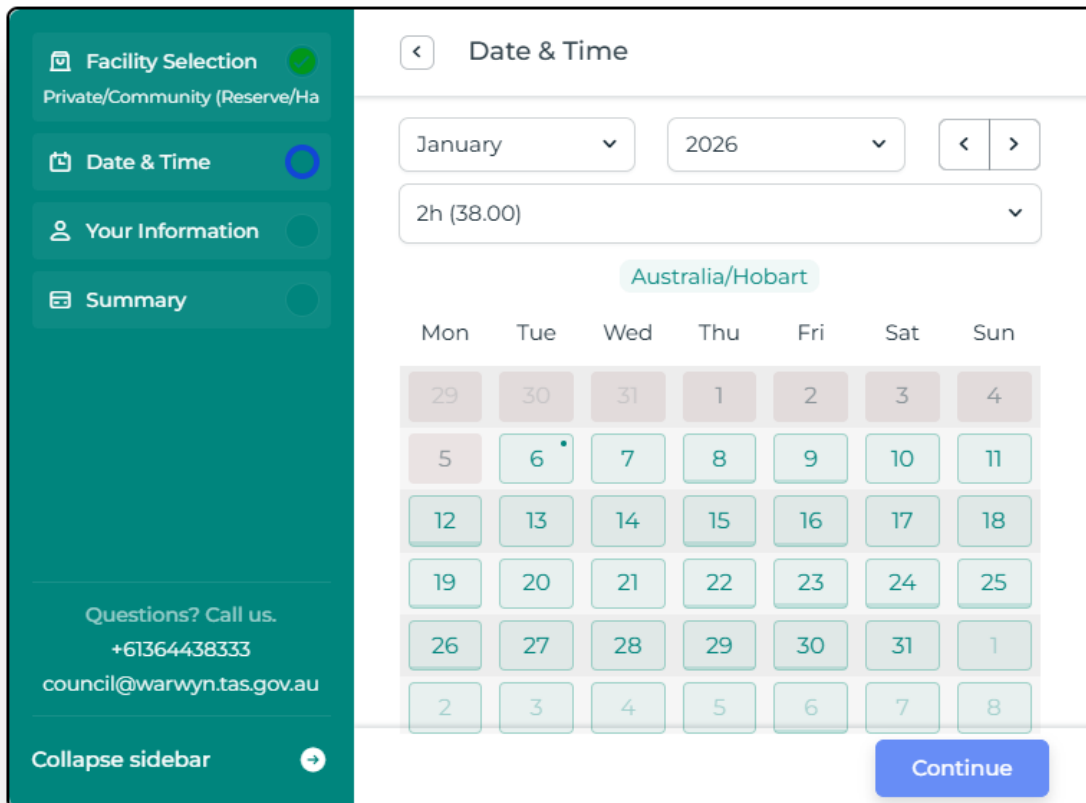 Facility Selection
Private/Community (Reserve/Ha
Date & Time
Your Information
Summary
Questions? Call us.
+61364438333
council@warwyn.tas.gov.au
Collapse sidebar
Date & Time
January 2026
2h (38.00)
Australia/Hobart
Mon Tue Wed Thu Fri Sat Sun
29 30 31 1 2 3 4
5 6 7 8 9 10 11
12 13 14 15 16 17 18
19 20 21 22 23 24 25
26 27 28 29 30 31 1
2 3 4 5 6 7 8
Continue